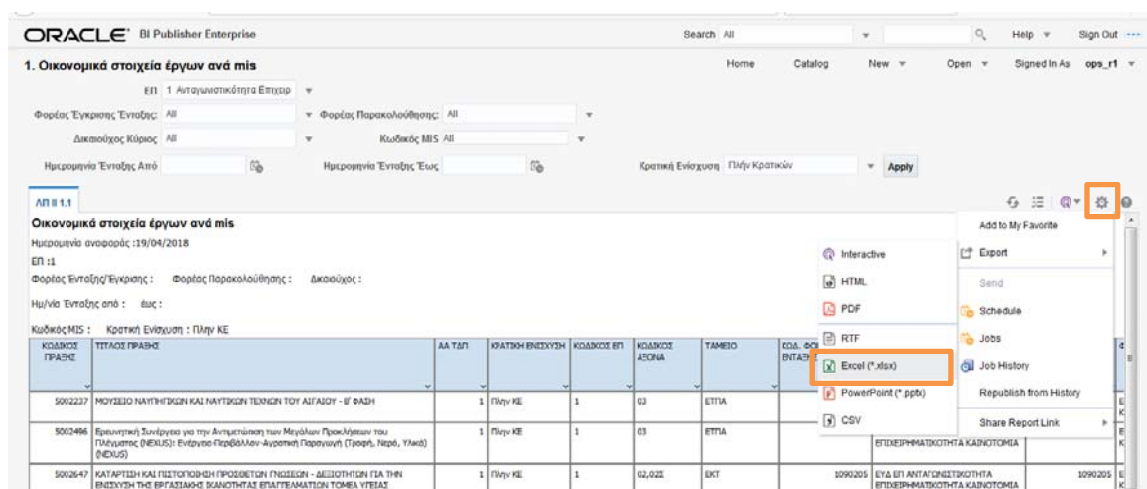 ORACLE BI Publisher Enterprise Search All Help Sign Out
1. Οικονομικά στοιχεία έργων ανά mis Home Catalog New Open Signed In As ops_r1
ΕΠ 1 Ανταγωνιστικότητα Επιχειρ
Φορέας Έγκρισης Ένταξης: All Φορέας Παρακολούθησης: All
Δικαιούχος Κύριος All Κωδικός MIS All
Ημερομηνία Ένταξης Από Ημερομηνία Ένταξης Έως Κρατική Ενίσχυση Πλήν Κρατικών Apply
ΛΠ ΙΙ 1.1
Οικονομικά στοιχεία έργων ανά mis
Add to My Favorite
Ημερομηνία αναφοράς :19/04/2018
Interactive Export
ΕΠ :1
Φορέας Ένταξης/Έγκρισης : Φορέας Παρακολούθησης : Δικαιούχος :
HTML Send
Ημ/νία Ένταξης από : έως :
PDF Schedule
ΚωδικόςMIS : Κρατική Ενίσχυση : Πλην ΚΕ
RTF Jobs
ΚΩΔΙΚΟΣ ΠΡΑΞΗΣ ΤΙΤΛΟΣ ΠΡΑΞΗΣ ΑΑ ΤΔΠ ΚΡΑΤΙΚΗ ΕΝΙΣΧΥΣΗ ΚΩΔΙΚΟΣ ΕΠ ΚΩΔΙΚΟΣ ΑΞΟΝΑ ΤΑΜΕΙΟ
Excel (*.xlsx) Job History
PowerPoint (*.pptx) Republish from History
CSV Share Report Link
5002237 ΜΟΥΣΕΙΟ ΝΑΥΠΗΓΙΚΩΝ ΚΑΙ ΝΑΥΤΙΚΩΝ ΤΕΧΝΩΝ ΤΟΥ ΑΙΓΑΙΟΥ - Β' ΦΑΣΗ 1 Πλην ΚΕ 1 03 ΕΤΠΑ
5002496 Ερευνητική Συνέργεια για την Αντιμετώπιση των Μεγάλων Προκλήσεων του 1 Πλην ΚΕ 1 03 ΕΤΠΑ
Πλέγματος (NEXUS): Ενέργεια-Περιβάλλον-Αγροτική Παραγωγή (Τροφή, Νερό, Υλικά) ΕΠΙΧΕΙΡΗΜΑΤΙΚΟΤΗΤΑ ΚΑΙΝΟΤΟΜΙΑ
(NEXUS)
5002647 ΚΑΤΑΡΤΙΣΗ ΚΑΙ ΠΙΣΤΟΠΟΙΗΣΗ ΠΡΟΣΘΕΤΩΝ ΓΝΩΣΕΩΝ - ΔΕΞΙΟΤΗΤΩΝ ΓΙΑ ΤΗΝ 1 Πλην ΚΕ 1 02,02Σ ΕΚΤ 1090205 ΕΥΔ ΕΠ ΑΝΤΑΓΩΝΙΣΤΙΚΟΤΗΤΑ 1090205
ΕΝΙΣΧΥΣΗ ΤΗΣ ΕΡΓΑΣΙΑΚΗΣ ΙΚΑΝΟΤΗΤΑΣ ΕΠΑΓΓΕΛΜΑΤΙΩΝ ΤΟΜΕΑ ΥΓΕΙΑΣ ΕΠΙΧΕΙΡΗΜΑΤΙΚΟΤΗΤΑ ΚΑΙΝΟΤΟΜΙΑ